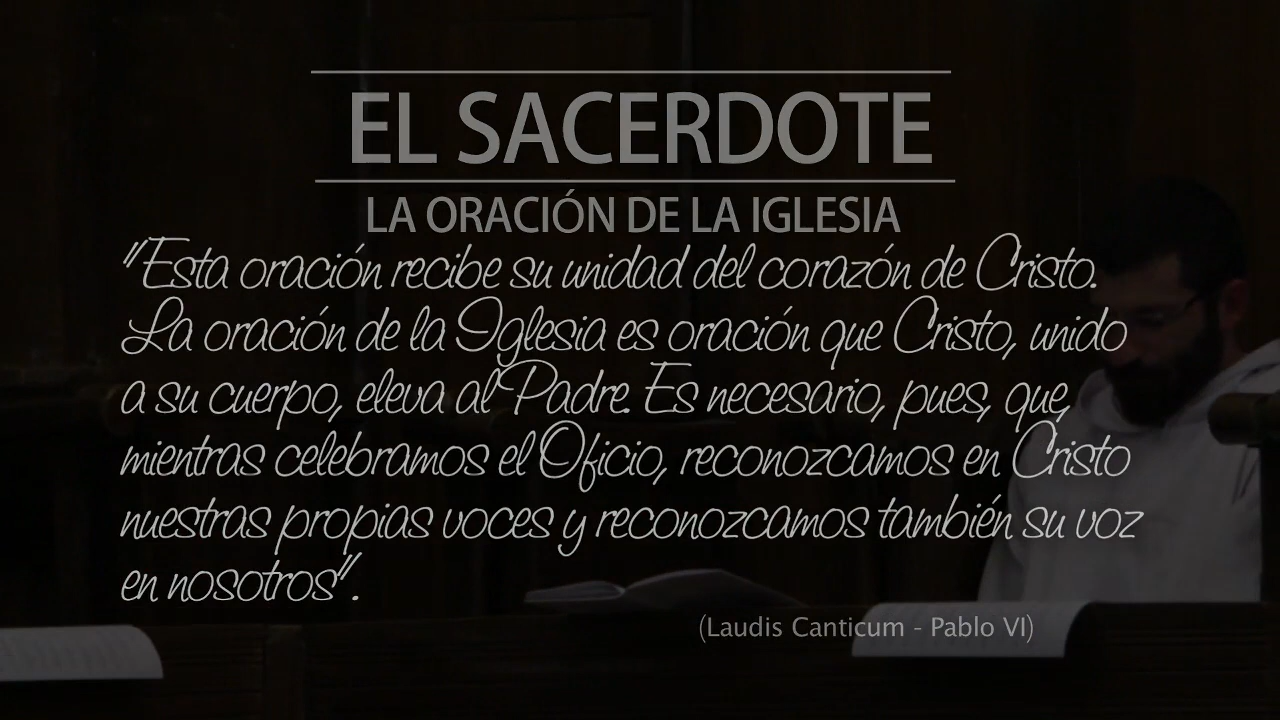 EL SACERDOTE
LA ORACIÓN DE LA IGLESIA
"Esta oración recibe su unidad del corazón de Cristo.
La oración de la Iglesia es oración que Cristo, unido
a su cuerpo, eleva al Padre. Es necesario, pues, que,
mientras celebramos el Oficio, reconozcamos en Cristo
nuestras propias voces y reconozcamos también su voz
en nosotros".
(Laudis Canticum - Pablo VI)